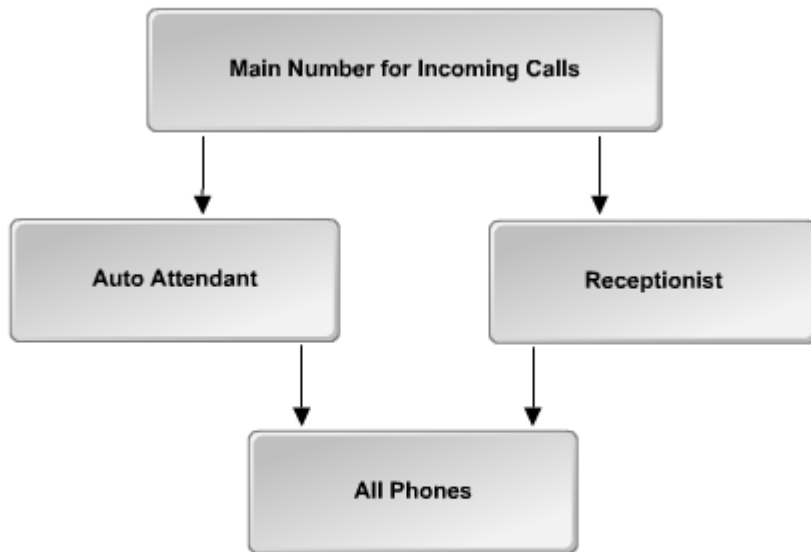 Main Number for Incoming Calls
Auto Attendant
Receptionist
All Phones